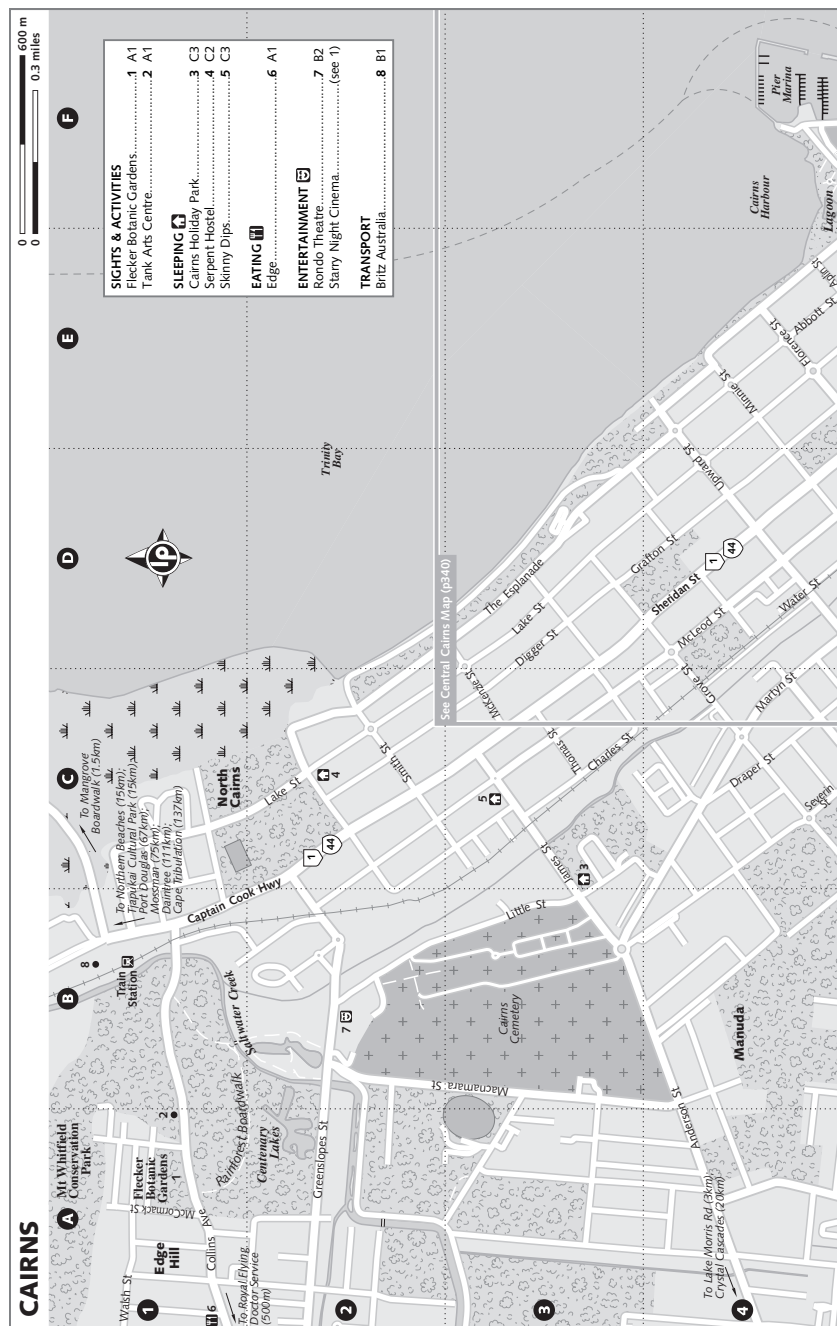 CAIRNS
0 600 m
0 0.3 miles
A
B
C
D
E
F
1
2
3
4
SIGHTS & ACTIVITIES
Flecker Botanic Gardens....................1 A1
Tank Arts Centre....................2 A1
SLEEPING
Cairns Holiday Park....................3 C3
Serpent Hostel....................4 C2
Skinny Dips....................5 C3
EATING
Edge....................6 A1
ENTERTAINMENT
Rondo Theatre....................7 B2
Starry Night Cinema....................(see 1)
TRANSPORT
Britz Australia....................8 B1
lp
Walsh St
Mt Whitfield
Conservation
Park
Edge
Hill
McCormack St
Flecker
Botanic
Gardens
1
2
6
Collins Ave
To Royal Flying
Doctor Service
(500m)
Rainforest Boardwalk
Centenary
Lakes
Saltwater Creek
Greenslopes St
8
Train
Station
To Mangrove
Boardwalk (1.5km)
To Northern Beaches (15km);
Tjapukai Cultural Park (15km);
Port Douglas (67km);
Mossman (75km);
Daintree (111km);
Cape Tribulation (137km)
Captain Cook Hwy
North
Cairns
Lake St
4
1
44
Smith St
7
Trinity
Bay
See Central Cairns Map (p340)
Macnamara St
Cairns
Cemetery
Little St
James St
3
5
Thomas St
Charles St
McKenzie St
Digger St
Lake St
The Esplanade
Grafton St
Sheridan St
1
44
McLeod St
Water St
Grove St
Martyn St
Draper St
Severin
St
Upward St
Minnie St
Florence St
Abbott St
Aplin St
Cairns
Harbour
Lagoon
Pier
Marina
Anderson St
Manuda
To Lake Morris Rd (3km);
Crystal Cascades (20km)